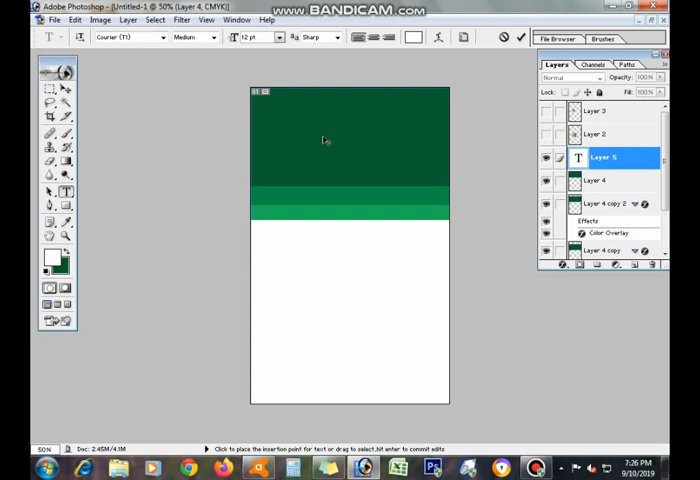 www.BANDICAM.com
Adobe Photoshop - [Untitled-1 @ 50% (Layer 4, CMYK)]
File Edit Image Layer Select Filter View Window Help
T Courier (T1) Medium 12 pt aa Sharp File Browser Brushes
Layers Channels Paths
Normal Opacity: 100%
Lock: Fill: 100%
01
Layer 3
Layer 2
T Layer 5
Layer 4
Layer 4 copy 2
Effects
Color Overlay
Layer 4 copy
50% Doc: 2.45M/4.1M Click to place the insertion point for text or drag to select,hit enter to commit edits
7:26 PM
9/10/2019